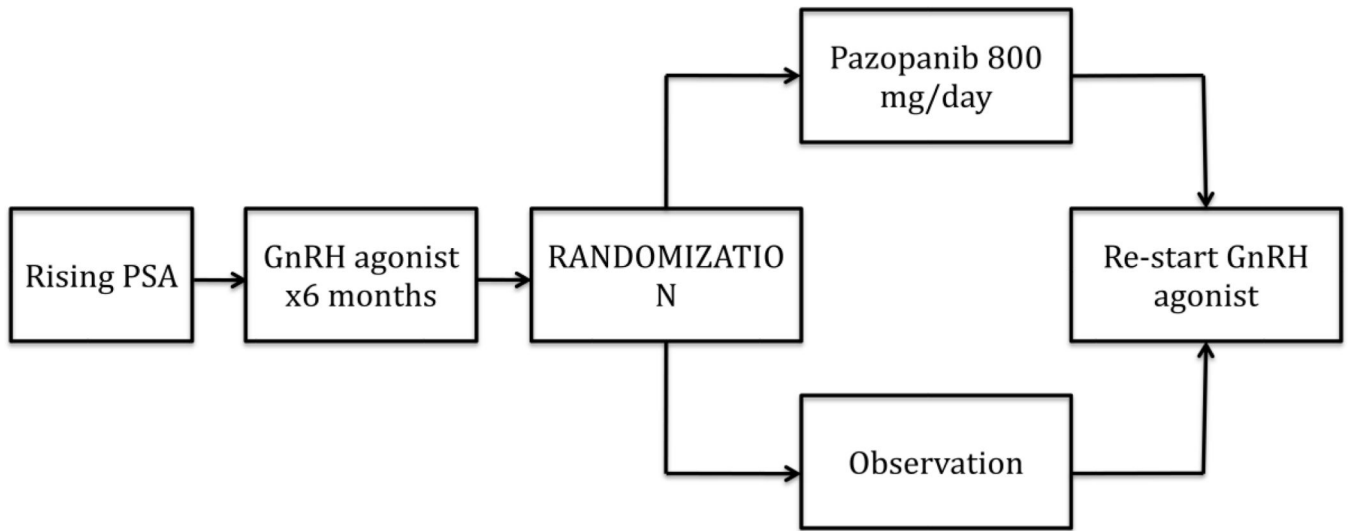 Rising PSA
GnRH agonist
x6 months
RANDOMIZATIO
N
Pazopanib 800
mg/day
Observation
Re-start GnRH
agonist